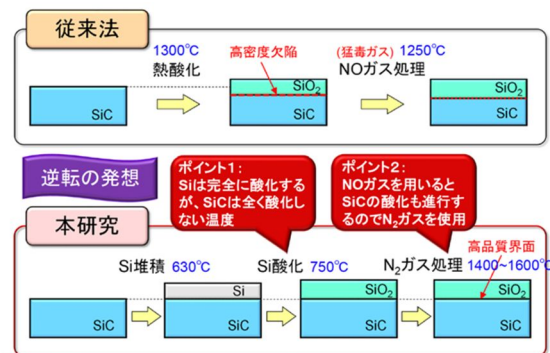 従来法
1300℃
熱酸化
高密度欠陥
(猛毒ガス) 1250℃
NOガス処理
SiC
SiO₂
SiC
SiO₂
SiC
逆転の発想
ポイント1:
Siは完全に酸化する
が、SiCは全く酸化し
ない温度
ポイント2:
NOガスを用いると
SiCの酸化も進行す
るのでN₂ガスを使用
本研究
Si堆積 630℃
Si酸化 750℃
N₂ガス処理 1400~1600℃
高品質界面
SiC
Si
SiC
SiO₂
SiC
SiO₂
SiC